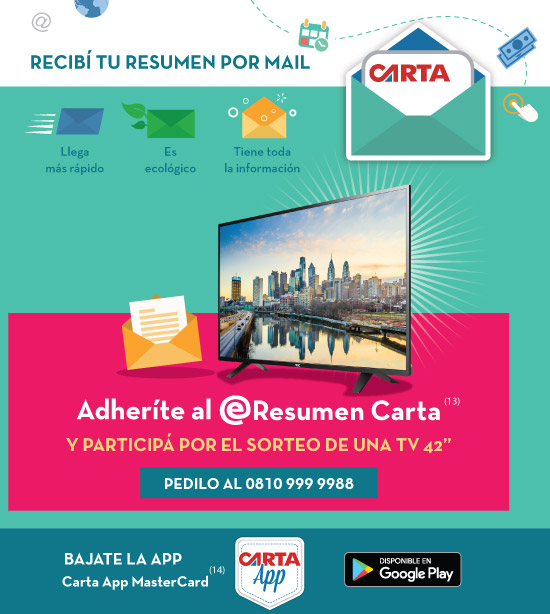 @
RECIBÍ TU RESUMEN POR MAIL
CARTA
Llega
más rápido
Es
ecológico
Tiene toda
la información
Adheríte al @Resumen Carta (13)
Y PARTICIPÁ POR EL SORTEO DE UNA TV 42”
PEDILO AL 0810 999 9988
BAJATE LA APP
Carta App MasterCard (14)
CARTA
App
DISPONIBLE EN
Google Play